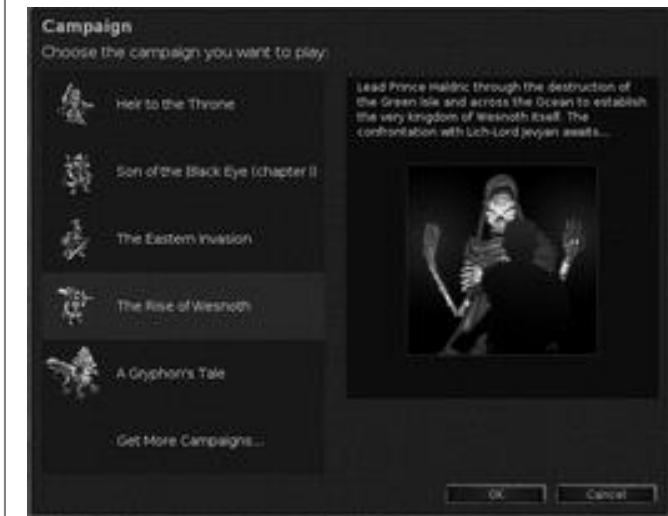 Campaign
Choose the campaign you want to play:
Heir to the Throne
Son of the Black Eye (chapter I)
The Eastern Invasion
The Rise of Wesnoth
A Gryphon's Tale
Get More Campaigns...
Lead Prince Haldric through the destruction of
the Green Isle and across the Ocean to establish
the very kingdom of Wesnoth itself. The
confrontation with Lich-Lord Jevyan awaits...
OK
Cancel